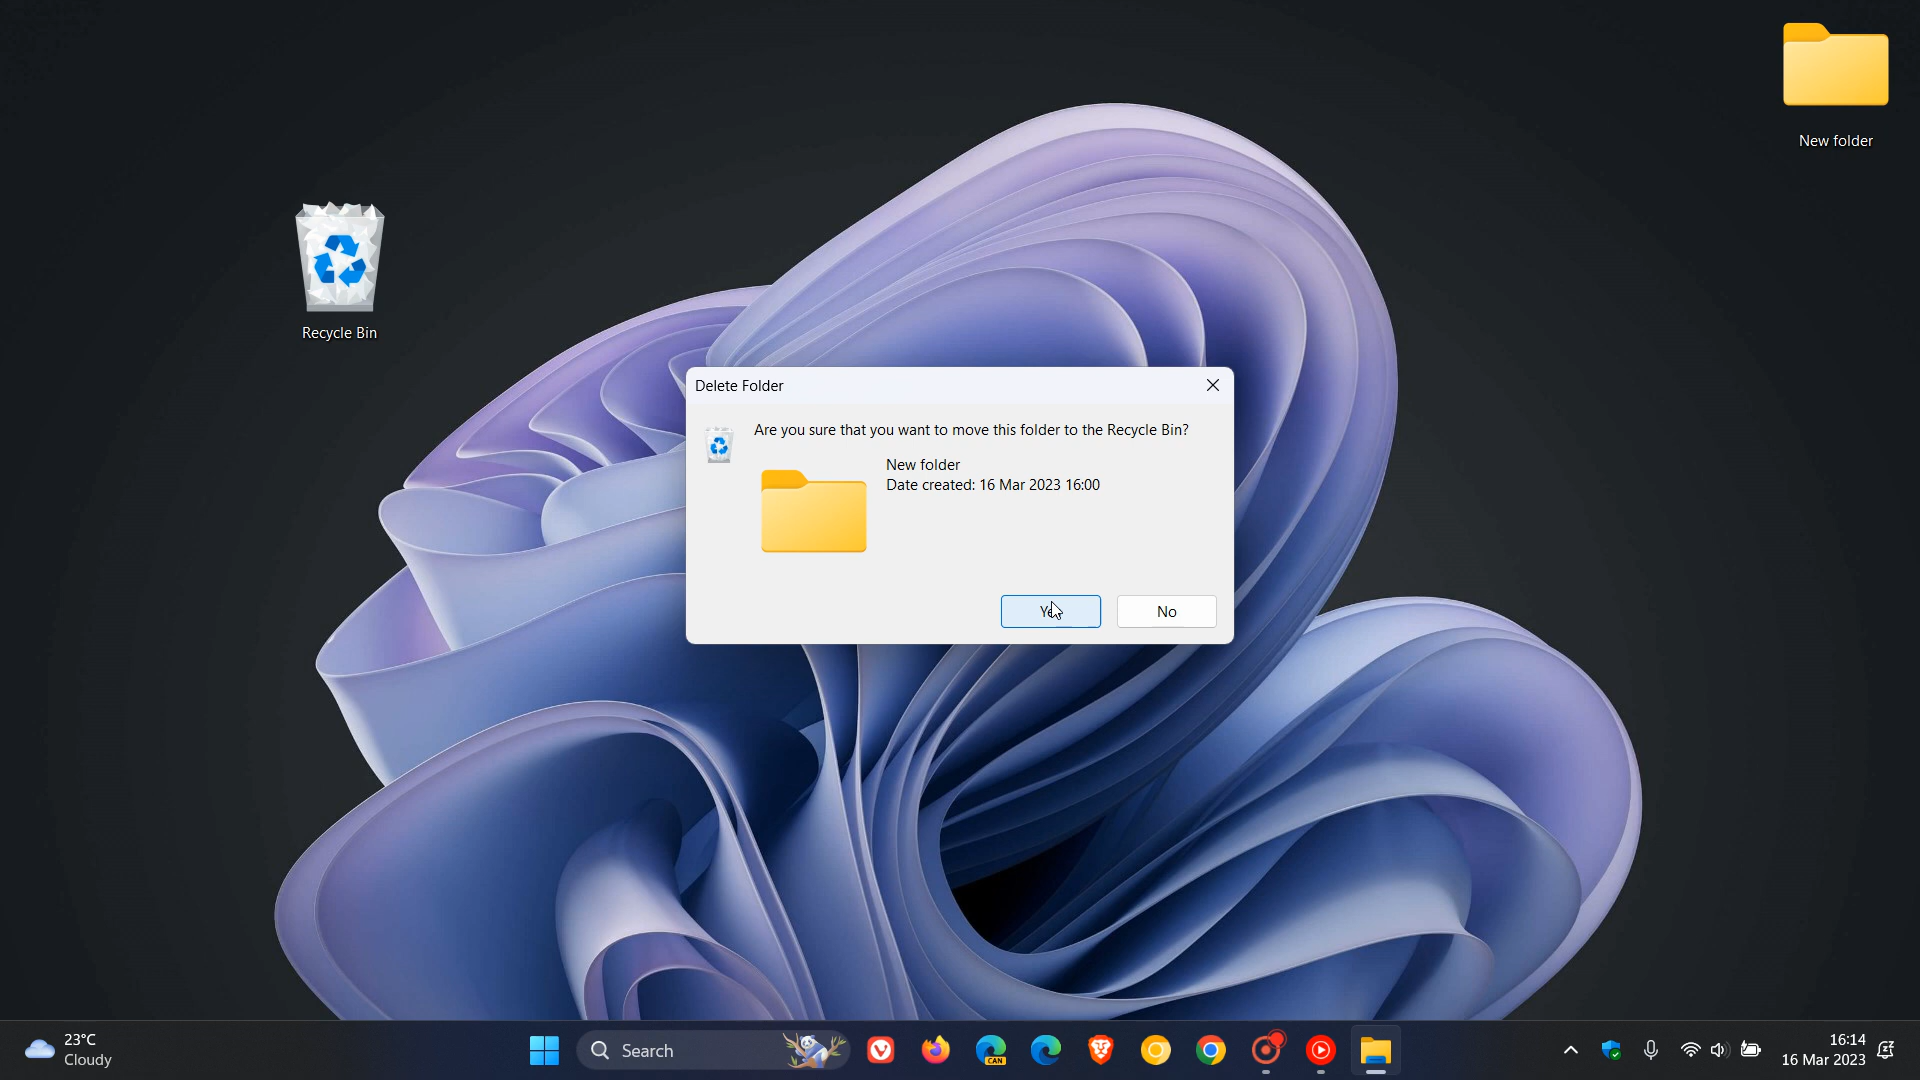 New folder
Recycle Bin
Delete Folder
Are you sure that you want to move this folder to the Recycle Bin?
New folder
Date created: 16 Mar 2023 16:00
No
23°C
Cloudy
Search
CAN
16:14
16 Mar 2023